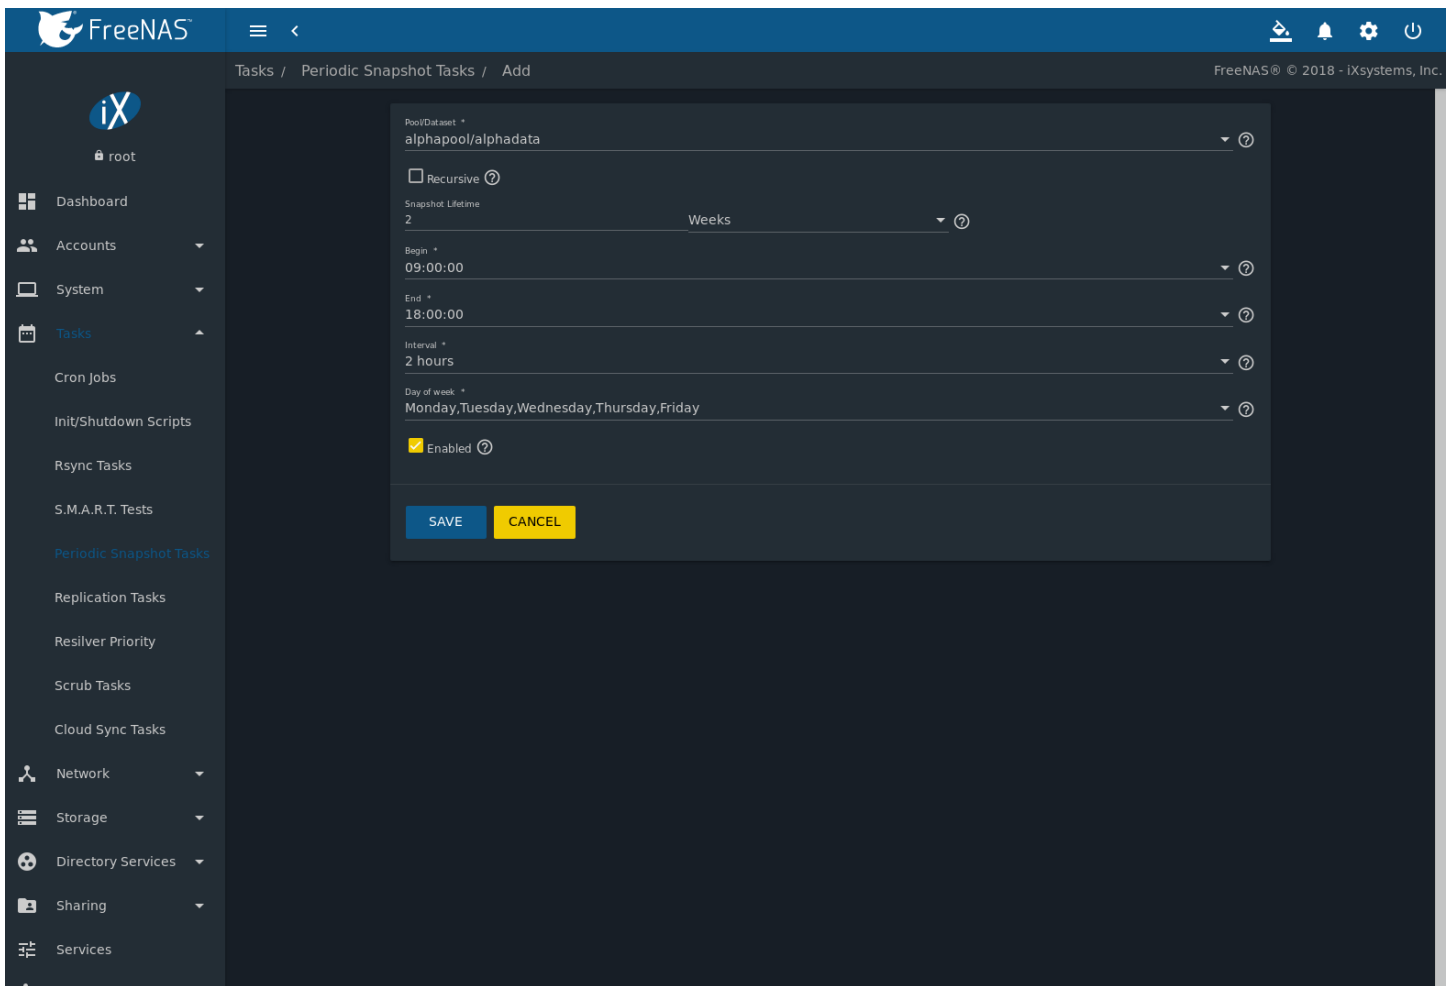 FreeNAS™
Tasks / Periodic Snapshot Tasks / Add
FreeNAS® © 2018 - iXsystems, Inc.
iX
root
Dashboard
Accounts
System
Tasks
Cron Jobs
Init/Shutdown Scripts
Rsync Tasks
S.M.A.R.T. Tests
Periodic Snapshot Tasks
Replication Tasks
Resilver Priority
Scrub Tasks
Cloud Sync Tasks
Network
Storage
Directory Services
Sharing
Services
Pool/Dataset *
alphapool/alphadata
Recursive
Snapshot Lifetime
2 Weeks
Begin *
09:00:00
End *
18:00:00
Interval *
2 hours
Day of week *
Monday,Tuesday,Wednesday,Thursday,Friday
Enabled
SAVE CANCEL